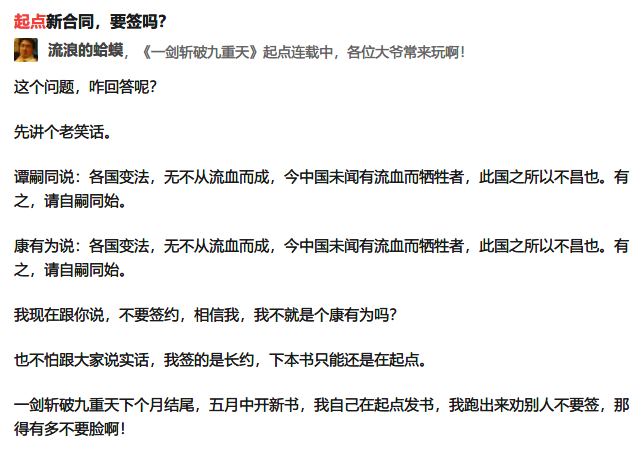 起点新合同，要签吗？
流浪的蛤蟆，《一剑斩破九重天》起点连载中，各位大爷常来玩啊！
这个问题，咋回答呢？
先讲个老笑话。
谭嗣同说：各国变法，无不从流血而成，今中国未闻有流血而牺牲者，此国之所以不昌也。有
之，请自嗣同始。
康有为说：各国变法，无不从流血而成，今中国未闻有流血而牺牲者，此国之所以不昌也。有
之，请自嗣同始。
我现在跟你说，不要签约，相信我，我不就是个康有为吗？
也不怕跟大家说实话，我签的是长约，下本书只能还是在起点。
一剑斩破九重天下个月结尾，五月中开新书，我自己在起点发书，我跑出来劝别人不要签，那
得有多不要脸啊！